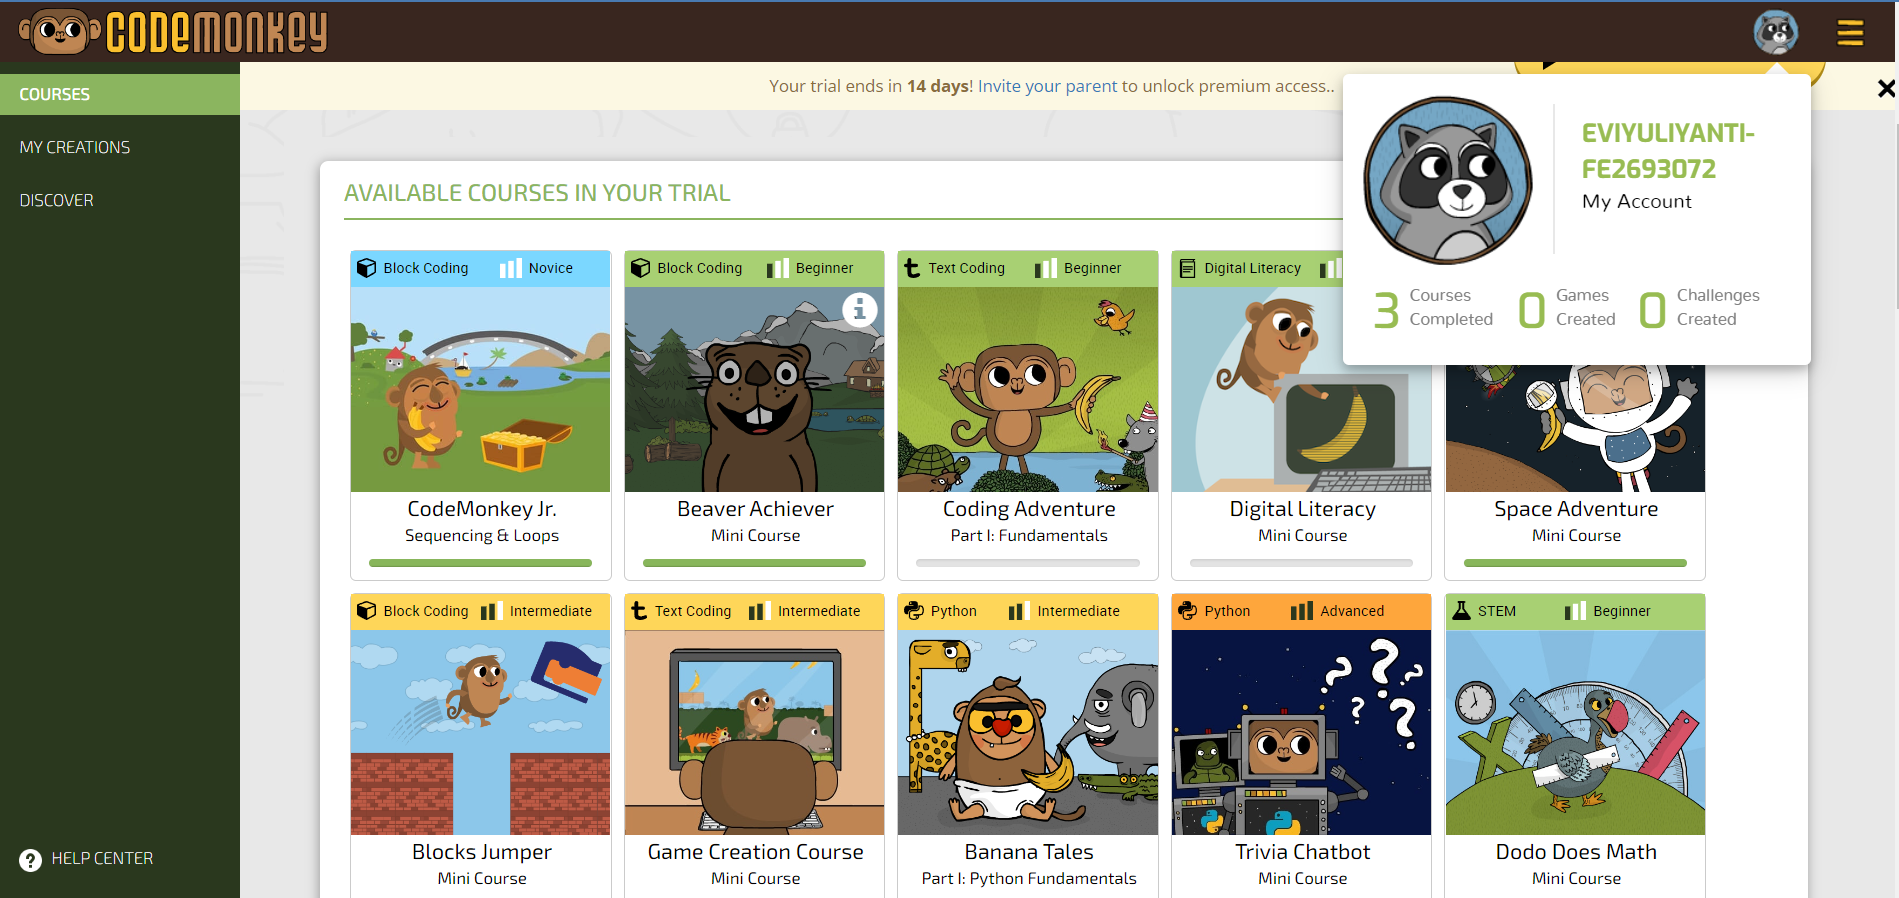 CODEMONKEY
COURSES
MY CREATIONS
DISCOVER
HELP CENTER
Your trial ends in 14 days! Invite your parent to unlock premium access..
EVIYULIYANTI-
FE2693072
My Account
3 Courses Completed
0 Games Created
0 Challenges Created
AVAILABLE COURSES IN YOUR TRIAL
Block Coding Novice
CodeMonkey Jr.
Sequencing & Loops
Block Coding Beginner
Beaver Achiever
Mini Course
Text Coding Beginner
Coding Adventure
Part I: Fundamentals
Digital Literacy
Digital Literacy
Mini Course
Space Adventure
Mini Course
Block Coding Intermediate
Blocks Jumper
Mini Course
Text Coding Intermediate
Game Creation Course
Mini Course
Python Intermediate
Banana Tales
Part I: Python Fundamentals
Python Advanced
Trivia Chatbot
Mini Course
STEM Beginner
Dodo Does Math
Mini Course